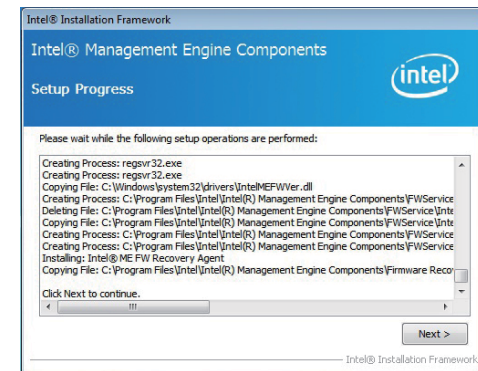 Intel® Installation Framework
Intel® Management Engine Components
Setup Progress
intel
Please wait while the following setup operations are performed:
Creating Process: regsvr32.exe
Creating Process: regsvr32.exe
Copying File: C:\Windows\system32\drivers\IntelMEFWVer.dll
Creating Process: C:\Program Files\Intel\Intel(R) Management Engine Components\FWService
Deleting File: C:\Program Files\Intel\Intel(R) Management Engine Components\FWService\Inte
Copying File: C:\Program Files\Intel\Intel(R) Management Engine Components\FWService\Inte
Creating Process: C:\Program Files\Intel\Intel(R) Management Engine Components\FWService
Creating Process: C:\Program Files\Intel\Intel(R) Management Engine Components\FWService
Installing: Intel® ME FW Recovery Agent
Copying File: C:\Program Files\Intel\Intel(R) Management Engine Components\Firmware Reco
Click Next to continue.
Next >
Intel® Installation Framework